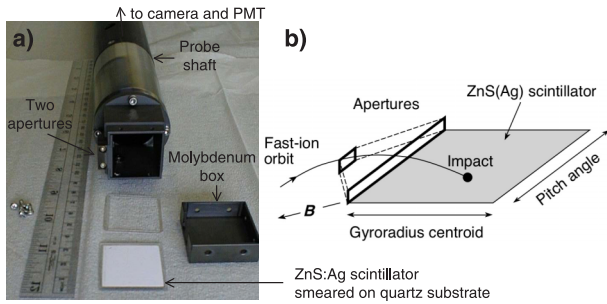 to camera and PMT
a)
Probe
shaft
Two
apertures
Molybdenum
box
ZnS:Ag scintillator
smeared on quartz substrate
b)
ZnS(Ag) scintillator
Apertures
Fast-ion
orbit
Impact
B
Pitch angle
Gyroradius centroid